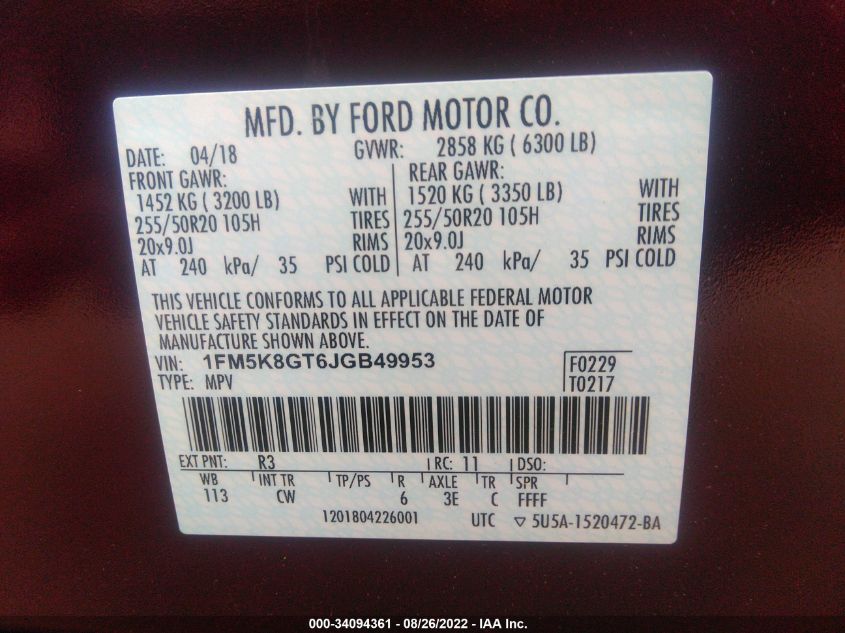 MFD. BY FORD MOTOR CO.
DATE: 04/18 GVWR: 2858 KG ( 6300 LB)
FRONT GAWR: REAR GAWR:
1452 KG ( 3200 LB) WITH 1520 KG ( 3350 LB) WITH
255/50R20 105H TIRES 255/50R20 105H TIRES
20x9.0J RIMS 20x9.0J RIMS
AT 240 kPa/ 35 PSI COLD AT 240 kPa/ 35 PSI COLD
THIS VEHICLE CONFORMS TO ALL APPLICABLE FEDERAL MOTOR
VEHICLE SAFETY STANDARDS IN EFFECT ON THE DATE OF
MANUFACTURE SHOWN ABOVE.
VIN: 1FM5K8GT6JGB49953 F0229
TYPE: MPV T0217
EXT PNT: R3 RC: 11 DSO:
WB INT TR TP/PS R AXLE TR SPR
113 CW 6 3E C FFFF
1201804226001 UTC ▽ 5U5A-1520472-BA
000-34094361 - 08/26/2022 - IAA Inc.